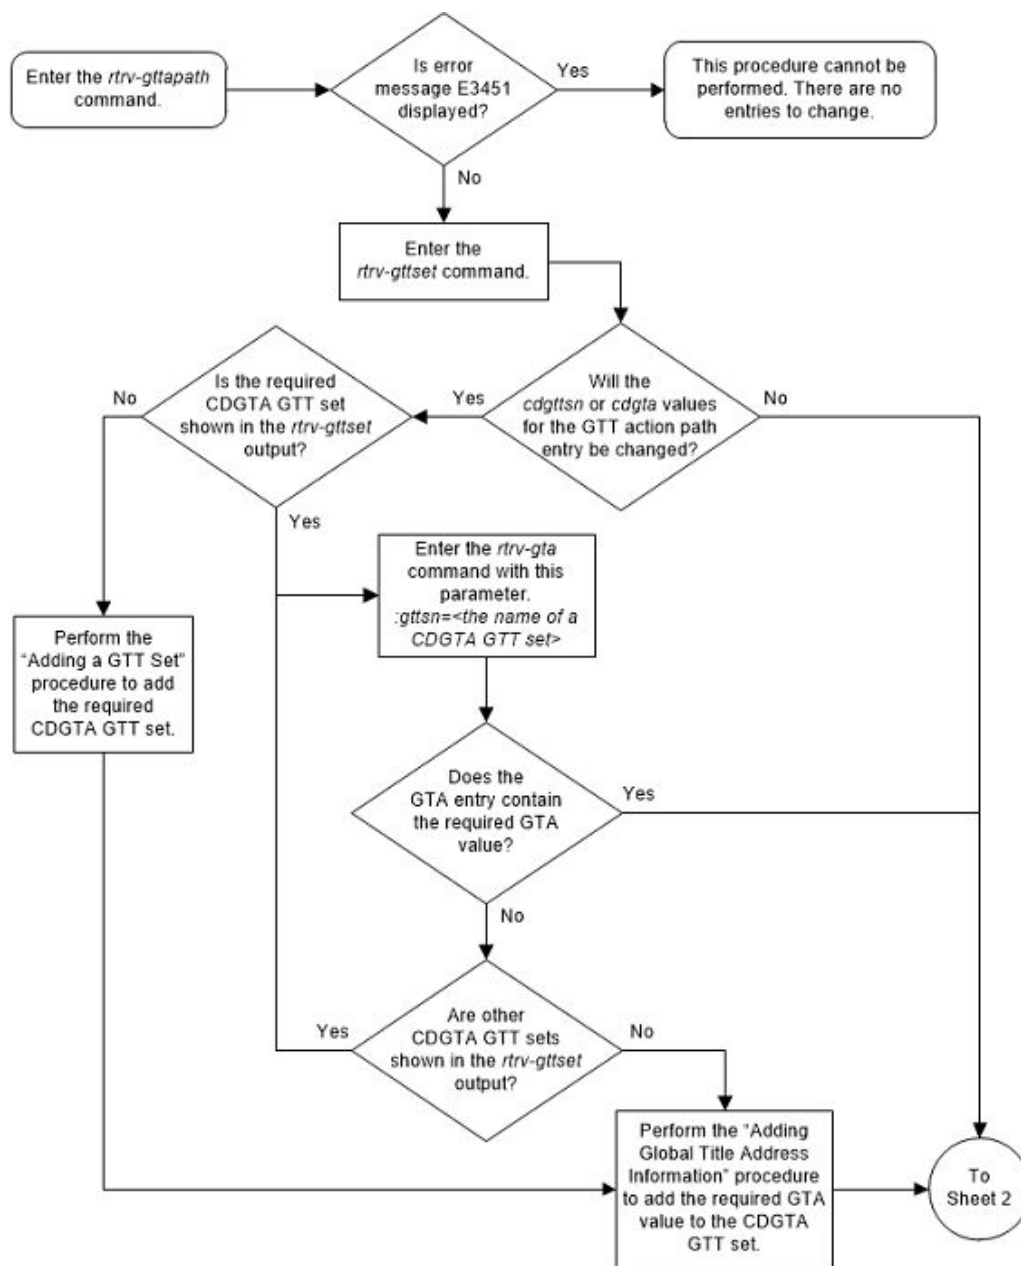 Enter the rtrv-gttapath
command.
Is error
message E3451
displayed?
Yes
This procedure cannot be
performed. There are no
entries to change.
No
Enter the
rtrv-gttset command.
No
Is the required
CDGTA GTT set
shown in the rtrv-gttset
output?
Yes
Will the
cdgttsn or cdgta values
for the GTT action path
entry be changed?
No
Yes
Enter the rtrv-gta
command with this
parameter.
:gttsn=<the name of a
CDGTA GTT set>
Perform the
“Adding a GTT Set”
procedure to add
the required
CDGTA GTT set.
Does the
GTA entry contain
the required GTA
value?
Yes
No
Yes
Are other
CDGTA GTT sets
shown in the rtrv-gttset
output?
No
Perform the “Adding
Global Title Address
Information” procedure
to add the required GTA
value to the CDGTA
GTT set.
To
Sheet 2